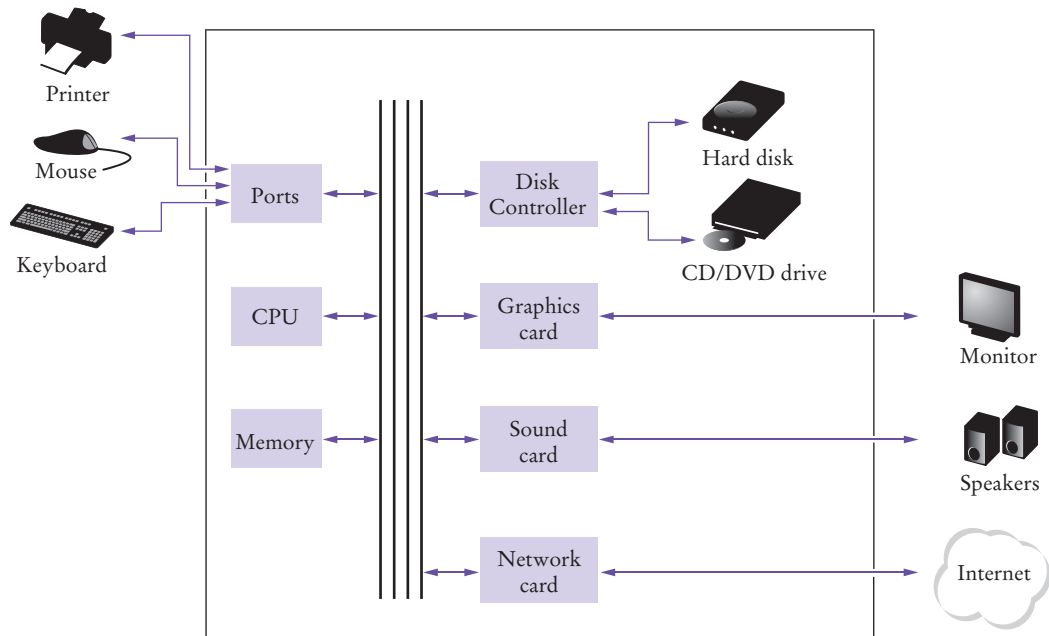 Printer
Mouse
Keyboard
Ports
CPU
Memory
Disk
Controller
Hard disk
CD/DVD drive
Graphics
card
Monitor
Sound
card
Speakers
Network
card
Internet